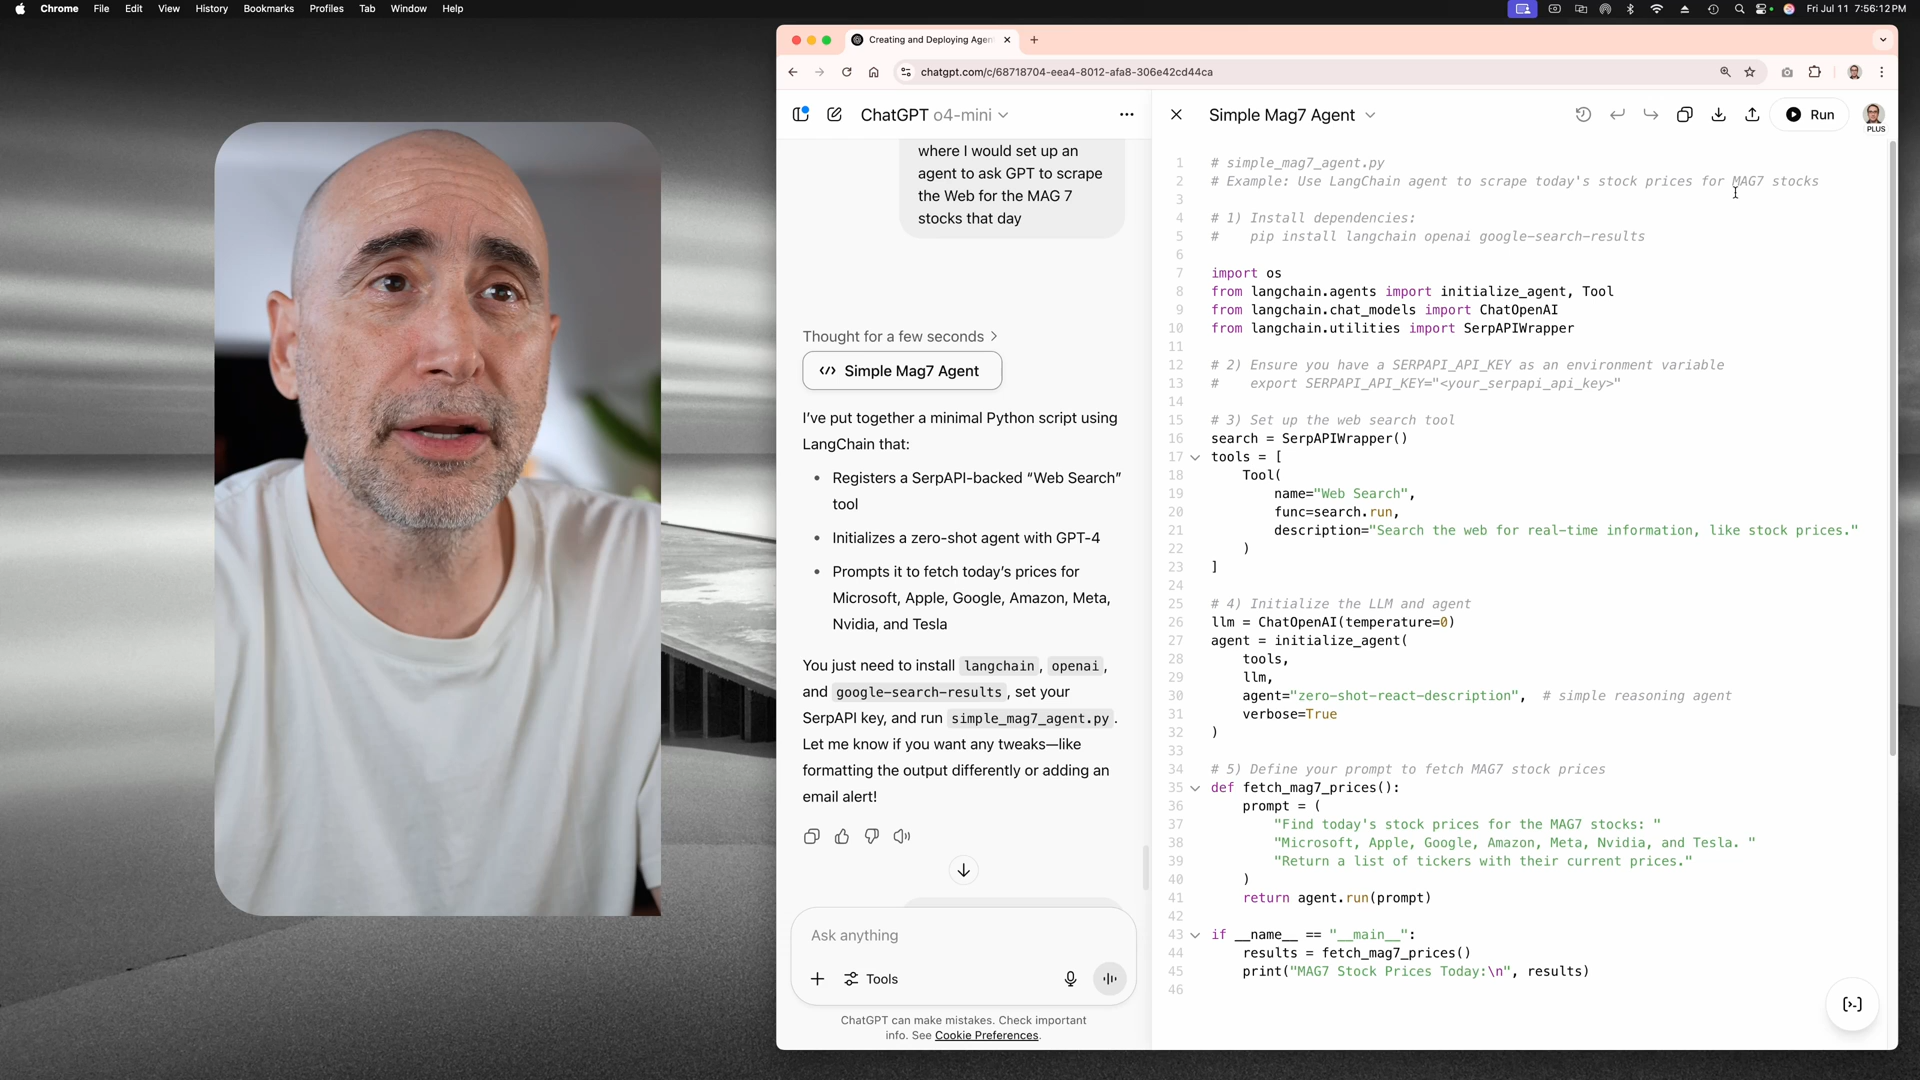 Chrome File Edit View History Bookmarks Profiles Tab Window Help
Fri Jul 11 7:56:12 PM
Creating and Deploying Agen
chatgpt.com/c/68718704-eea4-8012-afa8-306e42cd44ca
ChatGPT o4-mini
where I would set up an
agent to ask GPT to scrape
the Web for the MAG 7
stocks that day
Thought for a few seconds >
Simple Mag7 Agent
I've put together a minimal Python script using
LangChain that:
• Registers a SerpAPI-backed “Web Search”
tool
• Initializes a zero-shot agent with GPT-4
• Prompts it to fetch today's prices for
Microsoft, Apple, Google, Amazon, Meta,
Nvidia, and Tesla
You just need to install langchain, openai,
and google-search-results, set your
SerpAPI key, and run simple_mag7_agent.py.
Let me know if you want any tweaks—like
formatting the output differently or adding an
email alert!
Ask anything
Tools
ChatGPT can make mistakes. Check important
info. See Cookie Preferences.
Simple Mag7 Agent
Run
PLUS
1 # simple_mag7_agent.py
2 # Example: Use LangChain agent to scrape today's stock prices for MAG7 stocks
3
4 # 1) Install dependencies:
5 #    pip install langchain openai google-search-results
6
7 import os
8 from langchain.agents import initialize_agent, Tool
9 from langchain.chat_models import ChatOpenAI
10 from langchain.utilities import SerpAPIWrapper
11
12 # 2) Ensure you have a SERPAPI_API_KEY as an environment variable
13 #    export SERPAPI_API_KEY="<your_serpapi_api_key>"
14
15 # 3) Set up the web search tool
16 search = SerpAPIWrapper()
17 tools = [
18     Tool(
19         name="Web Search",
20         func=search.run,
21         description="Search the web for real-time information, like stock prices."
22     )
23 ]
24
25 # 4) Initialize the LLM and agent
26 llm = ChatOpenAI(temperature=0)
27 agent = initialize_agent(
28     tools,
29     llm,
30     agent="zero-shot-react-description",  # simple reasoning agent
31     verbose=True
32 )
33
34 # 5) Define your prompt to fetch MAG7 stock prices
35 def fetch_mag7_prices():
36     prompt = (
37         "Find today's stock prices for the MAG7 stocks: "
38         "Microsoft, Apple, Google, Amazon, Meta, Nvidia, and Tesla. "
39         "Return a list of tickers with their current prices."
40     )
41     return agent.run(prompt)
42
43 if __name__ == "__main__":
44     results = fetch_mag7_prices()
45     print("MAG7 Stock Prices Today:\n", results)
46